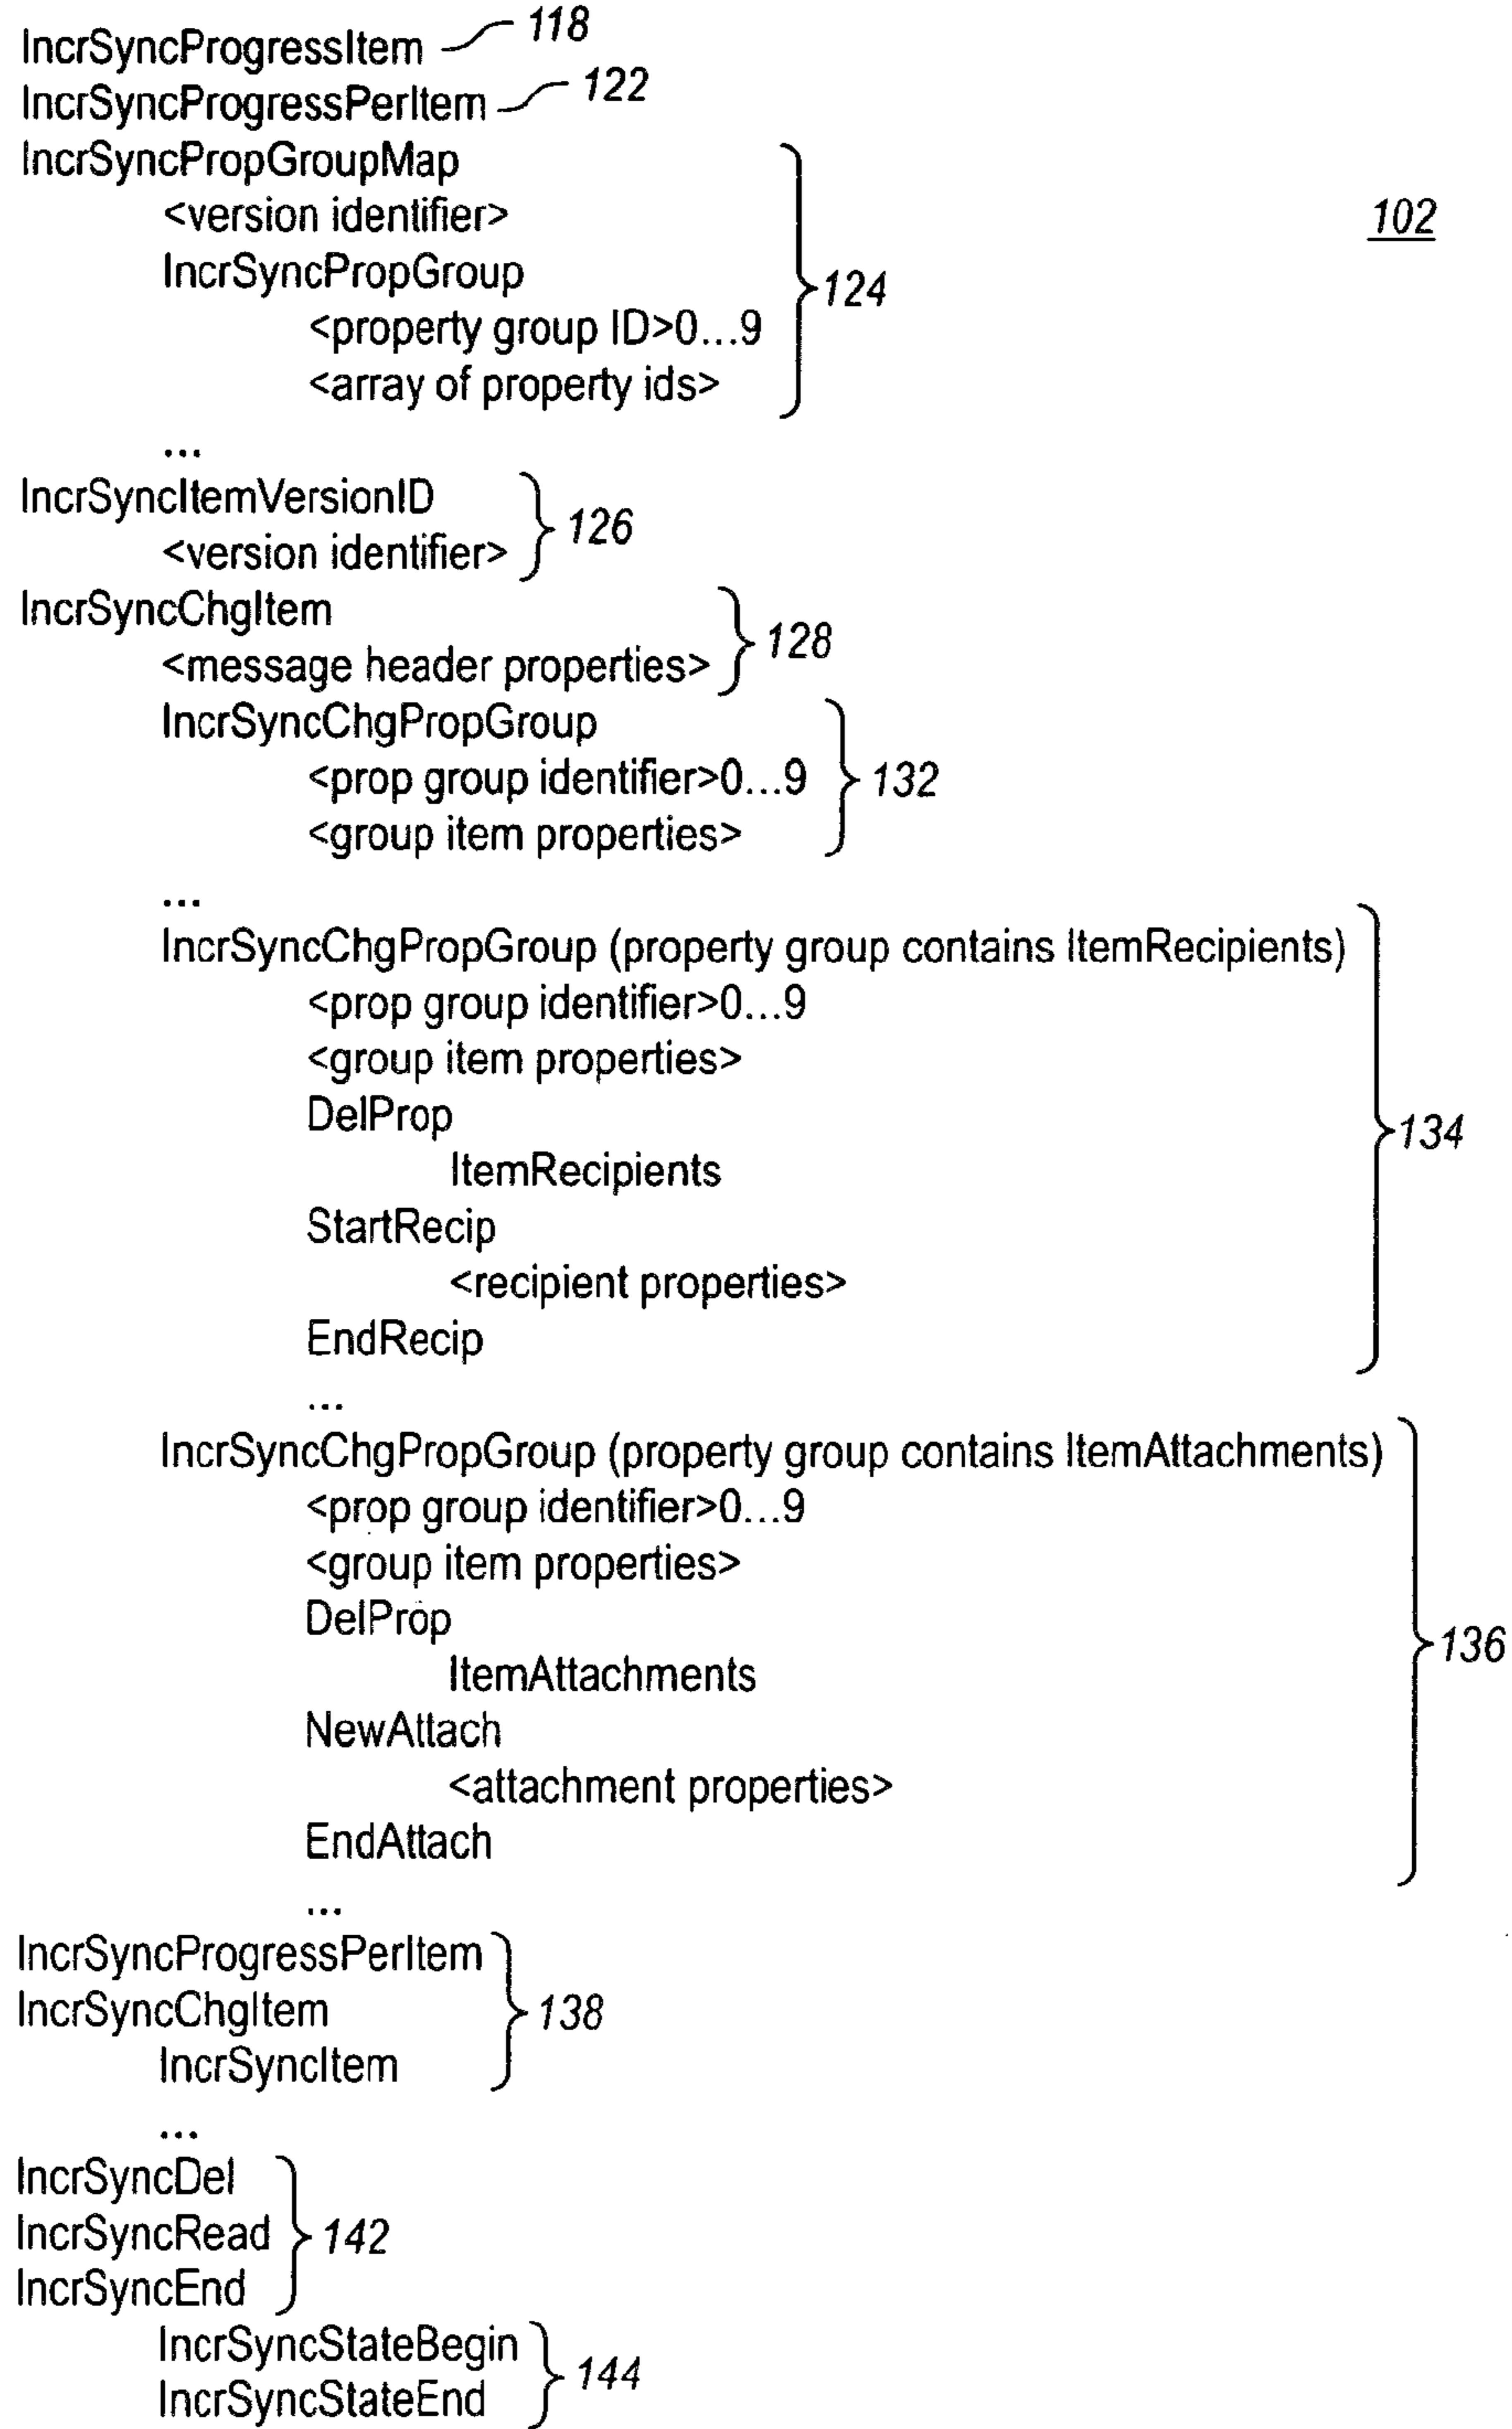 IncrSyncProgressItem 118
IncrSyncProgressPerItem 122
IncrSyncPropGroupMap
<version identifier>
102
IncrSyncPropGroup
124
<property group ID>0...9
<array of property ids>
...
IncrSyncItemVersionID
126
<version identifier>
IncrSyncChgItem
128
<message header properties>
IncrSyncChgPropGroup
<prop group identifier>0...9
132
<group item properties>
...
IncrSyncChgPropGroup (property group contains ItemRecipients)
<prop group identifier>0...9
<group item properties>
DelProp
134
ItemRecipients
StartRecip
<recipient properties>
EndRecip
...
IncrSyncChgPropGroup (property group contains ItemAttachments)
<prop group identifier>0...9
<group item properties>
DelProp
136
ItemAttachments
NewAttach
<attachment properties>
EndAttach
...
IncrSyncProgressPerItem
IncrSyncChgItem
138
IncrSyncItem
...
IncrSyncDel
IncrSyncRead
142
IncrSyncEnd
IncrSyncStateBegin
144
IncrSyncStateEnd